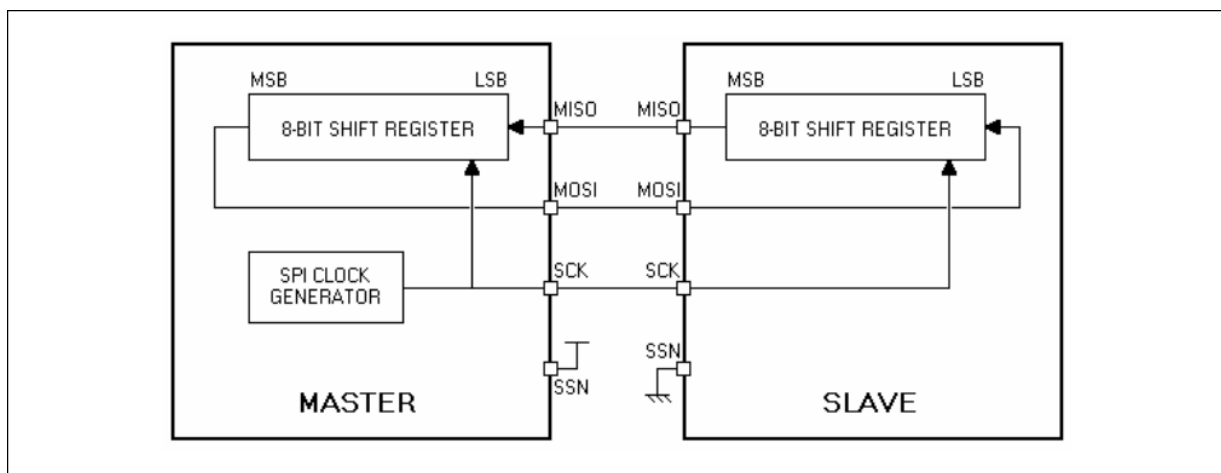 MSB LSB
8-BIT SHIFT REGISTER
MISO MISO
MSB LSB
8-BIT SHIFT REGISTER
MOSI MOSI
SPI CLOCK
GENERATOR
SCK SCK
SSN
SSN
MASTER
SLAVE